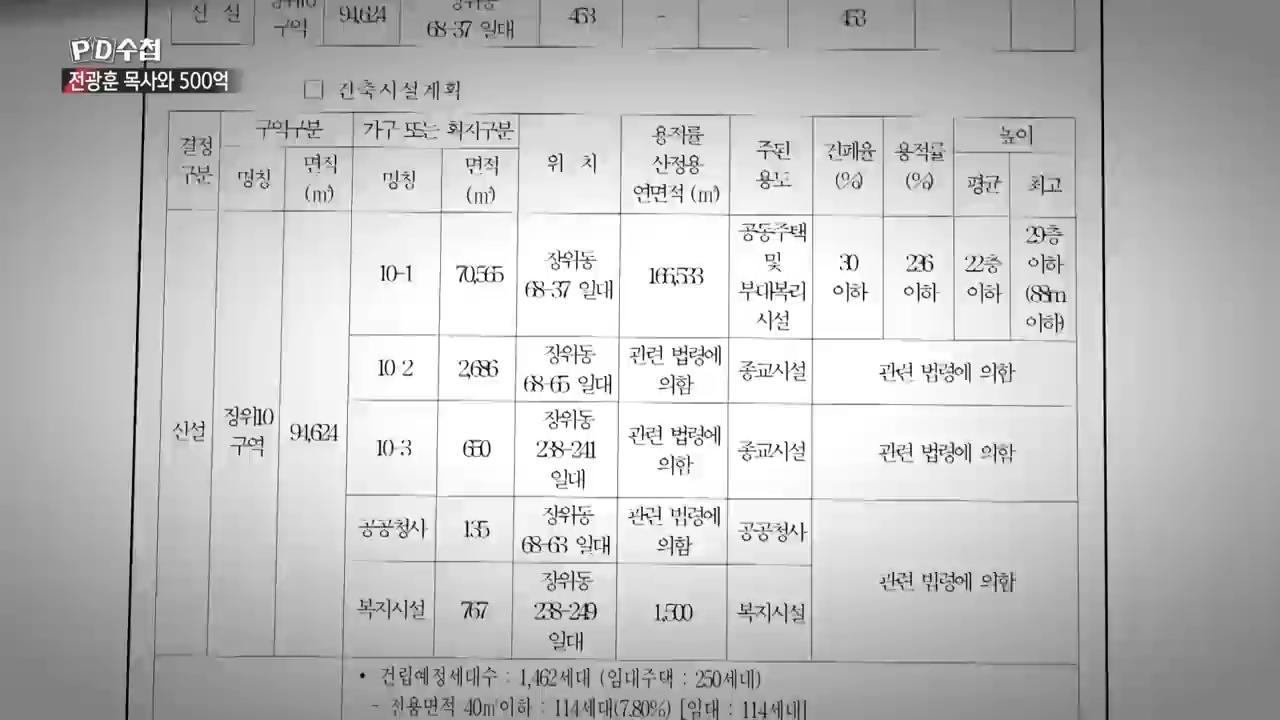 신 설 구역 94,624 68-37 일대 453 - - 453
PD수첩
전광훈 목사와 500억
□ 건축시설계획
결정 구분 구역구분 가구 또는 획지구분 위 치 용적률 산정용 연면적 (㎡) 주된 용도 건폐율 (%) 용적률 (%) 높이
명칭 면적 (㎡) 명칭 면적 (㎡) 평균 최고
신설 장위10 구역 94,624
10-1 70,565 장위동 68-37 일대 166,533 공동주택 및 부대복리 시설 30 이하 236 이하 22층 이하 29층 이하 (88m 이하)
10-2 2,686 장위동 68-65 일대 관련 법령에 의함 종교시설 관련 법령에 의함
10-3 650 장위동 238-241 일대 관련 법령에 의함 종교시설 관련 법령에 의함
공공청사 135 장위동 68-63 일대 관련 법령에 의함 공공청사 관련 법령에 의함
복지시설 767 장위동 238-249 일대 1,500 복지시설
• 건립예정세대수 : 1,462세대 (임대주택 : 250세대)
- 전용면적 40㎡이하 : 114세대(7.80%) [임대 : 114세대]